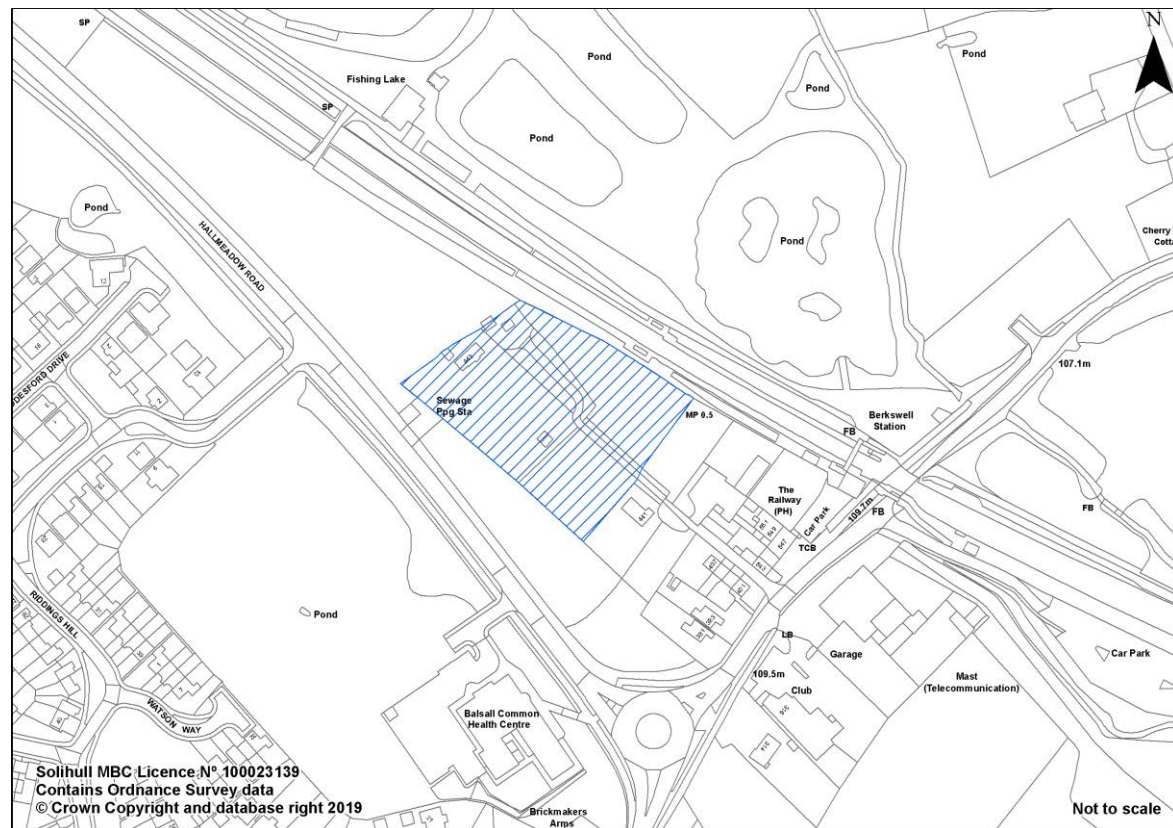 N
SP
Fishing Lake
Pond
Pond
SP
Pond
Pond
Pond
Pond
HALLMEADOW ROAD
Cherry
Cotta
12
107.1m
DESFORD DRIVE
Sewage
Ppg Sta
MP 0.5
Berkswell
Station
FB
The
Railway
(PH)
Car Park
109.7m
FB
FB
TCB
441
RIDDINGS HILL
Pond
LB
Garage
109.5m
Club
Mast
(Telecommunication)
Car Park
WATSON WAY
Balsall Common
Health Centre
Brickmakers
Arms
Solihull MBC Licence Nº 100023139
Contains Ordnance Survey data
© Crown Copyright and database right 2019
Not to scale